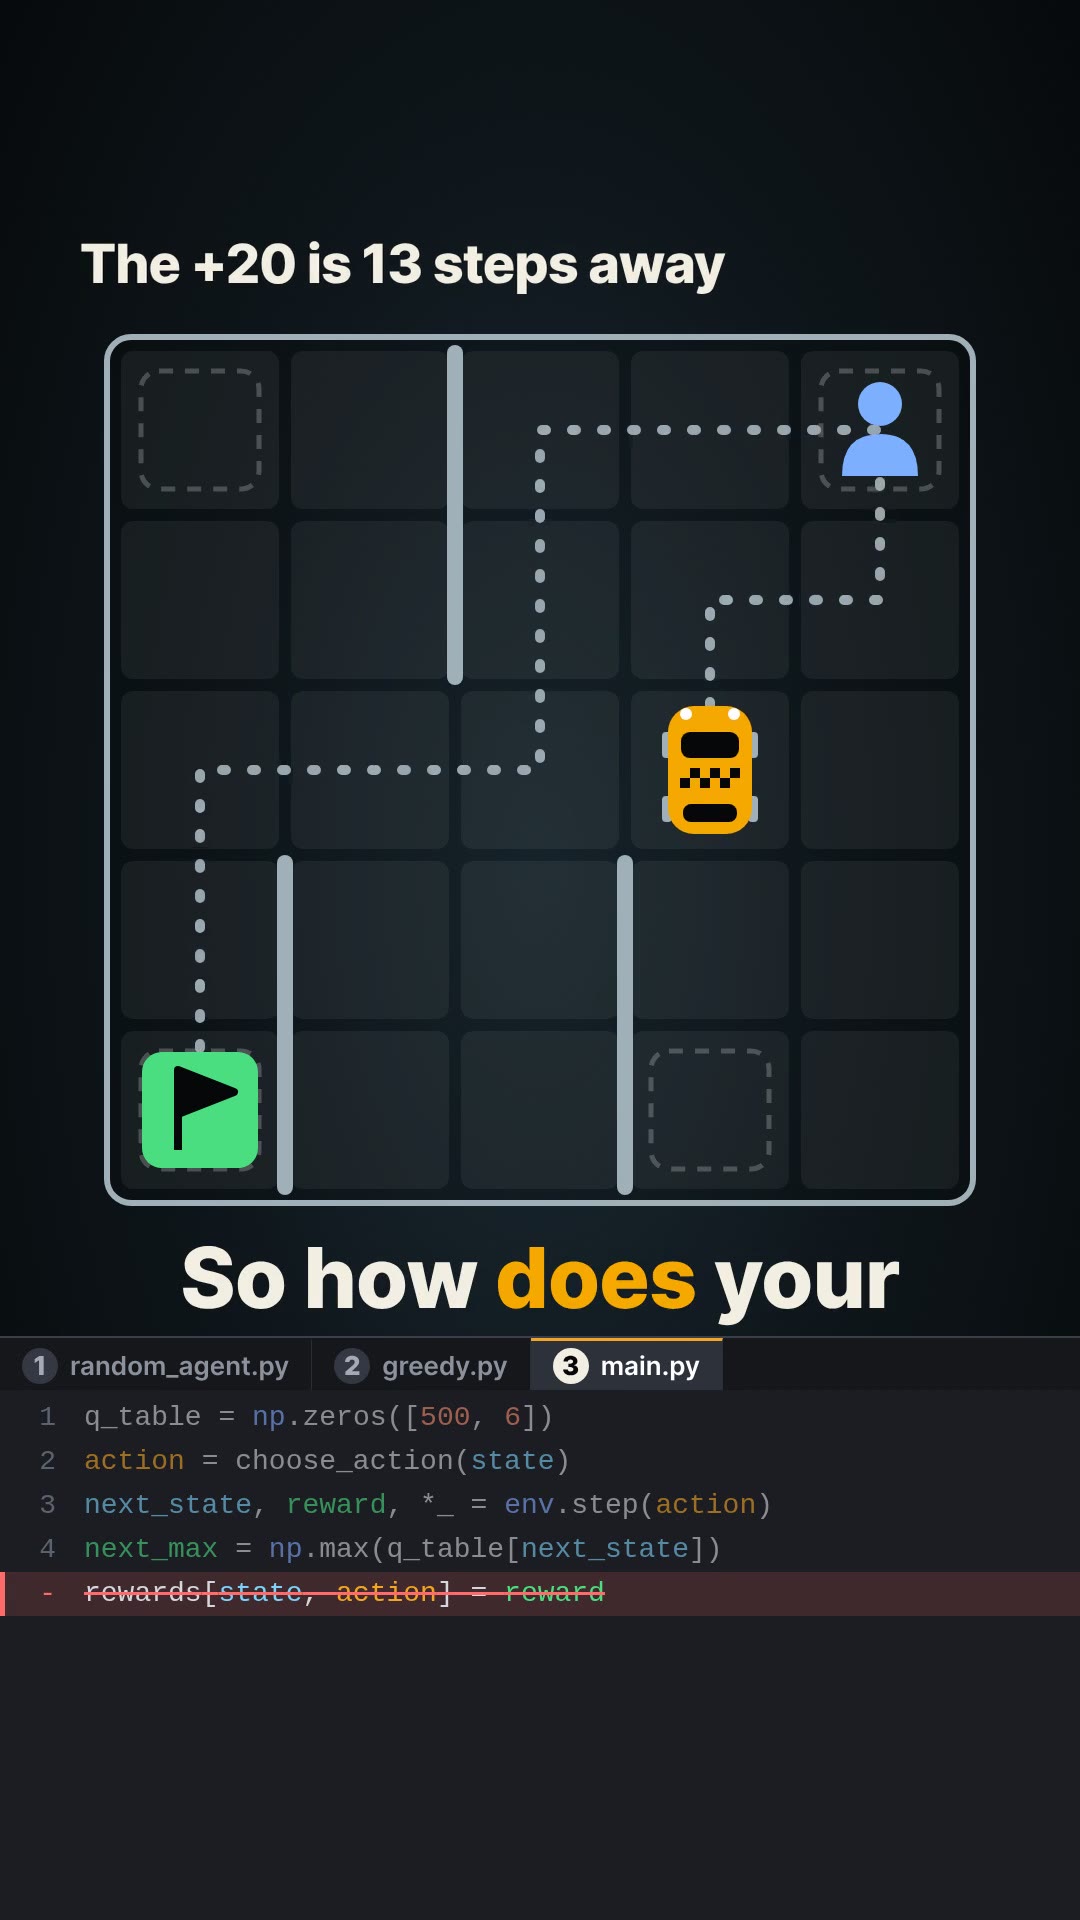 The +20 is 13 steps away
So how does your
1 random_agent.py 2 greedy.py 3 main.py
1 q_table = np.zeros([500, 6])
2 action = choose_action(state)
3 next_state, reward, *_ = env.step(action)
4 next_max = np.max(q_table[next_state])
- rewards[state, action] = reward